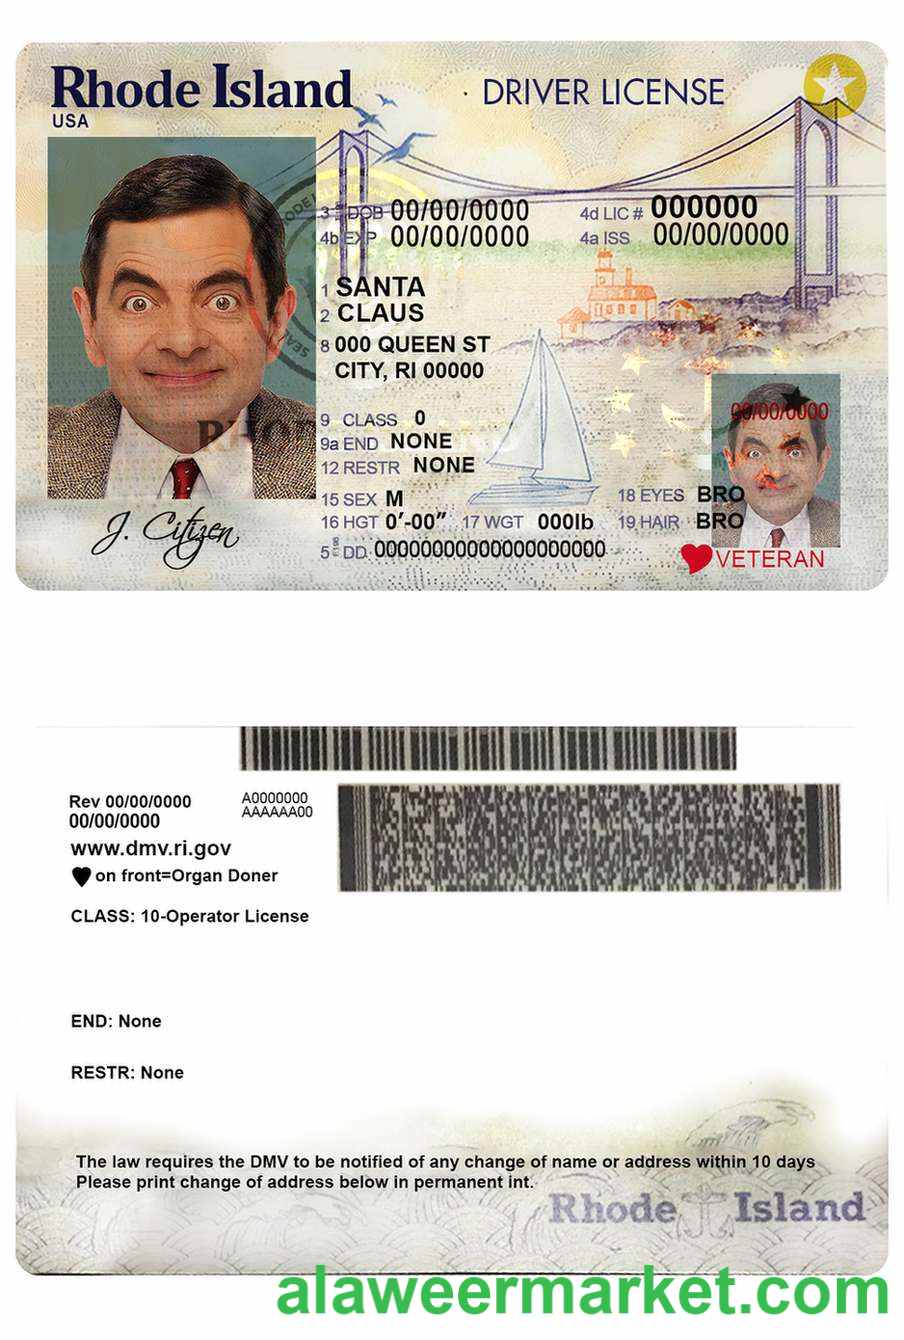 Rhode Island
USA
DRIVER LICENSE
3 DOB 00/00/0000
4d LIC # 000000
4b EXP 00/00/0000
4a ISS 00/00/0000
1 SANTA
2 CLAUS
8 000 QUEEN ST
CITY, RI 00000
9 CLASS 0
9a END NONE
12 RESTR NONE
00/00/0000
15 SEX M
18 EYES BRO
16 HGT 0'-00" 17 WGT 000lb 19 HAIR BRO
5 DD 00000000000000000000
VETERAN
J. Citizen
Rev 00/00/0000
00/00/0000
A0000000
AAAAAA00
www.dmv.ri.gov
on front=Organ Doner
CLASS: 10-Operator License
END: None
RESTR: None
The law requires the DMV to be notified of any change of name or address within 10 days
Please print change of address below in permanent int.
Rhode Island
alaweermarket.com